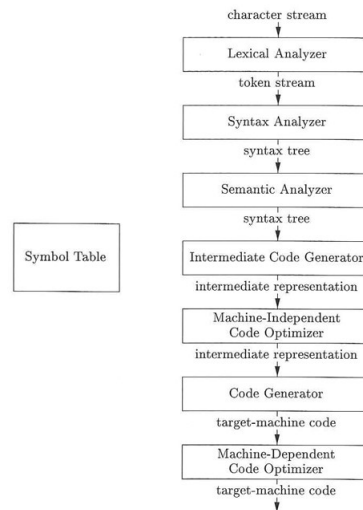 character stream
Lexical Analyzer
token stream
Syntax Analyzer
syntax tree
Semantic Analyzer
syntax tree
Symbol Table
Intermediate Code Generator
intermediate representation
Machine-Independent
Code Optimizer
intermediate representation
Code Generator
target-machine code
Machine-Dependent
Code Optimizer
target-machine code